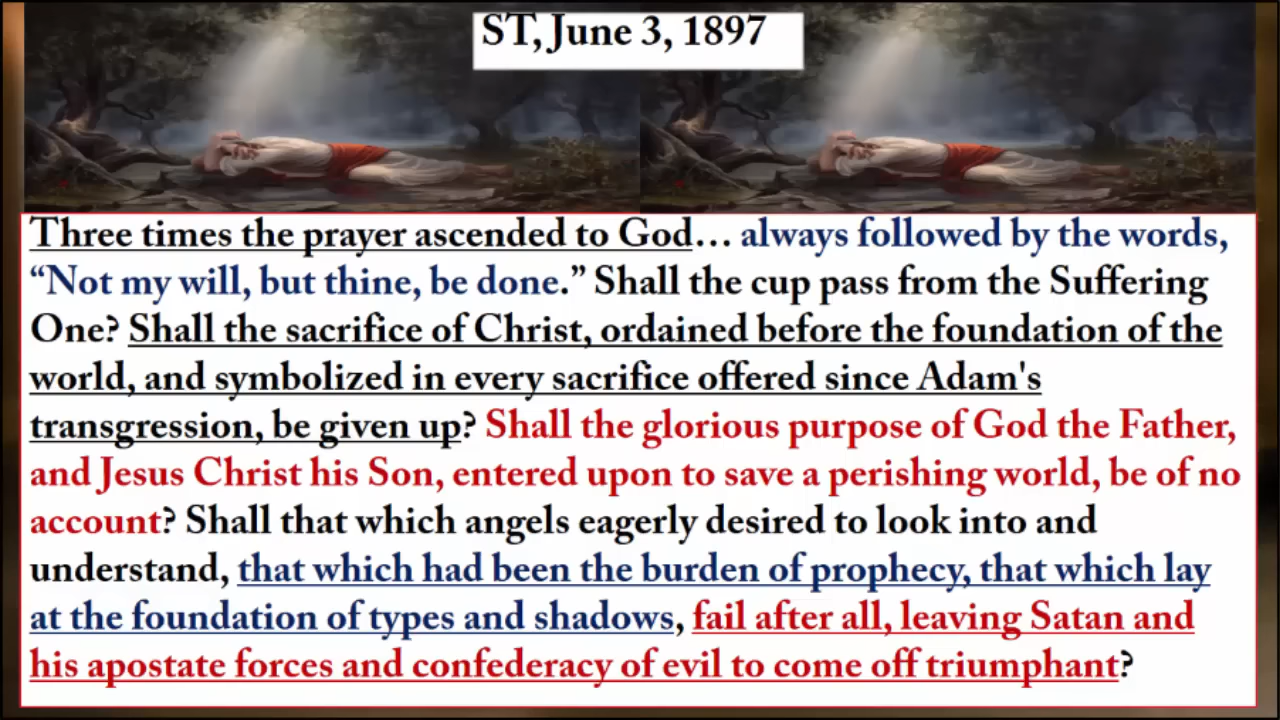 ST, June 3, 1897
Three times the prayer ascended to God… always followed by the words,
“Not my will, but thine, be done.” Shall the cup pass from the Suffering
One? Shall the sacrifice of Christ, ordained before the foundation of the
world, and symbolized in every sacrifice offered since Adam's
transgression, be given up? Shall the glorious purpose of God the Father,
and Jesus Christ his Son, entered upon to save a perishing world, be of no
account? Shall that which angels eagerly desired to look into and
understand, that which had been the burden of prophecy, that which lay
at the foundation of types and shadows, fail after all, leaving Satan and
his apostate forces and confederacy of evil to come off triumphant?